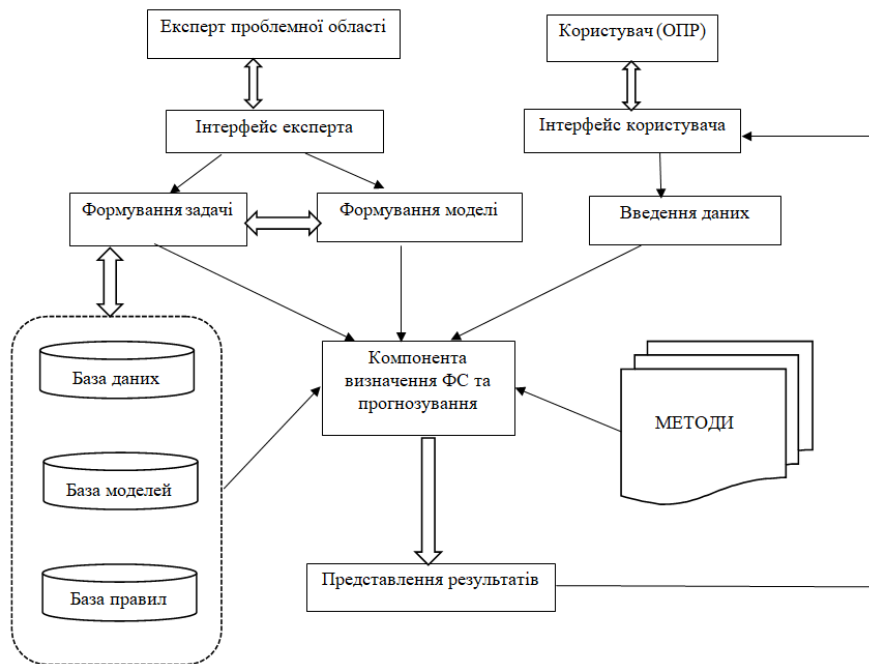 Експерт проблемної області
Користувач (ОПР)
Інтерфейс експерта
Інтерфейс користувача
Формування задачі
Формування моделі
Введення даних
База даних
Компонента
визначення ФС та
прогнозування
МЕТОДИ
База моделей
База правил
Представлення результатів